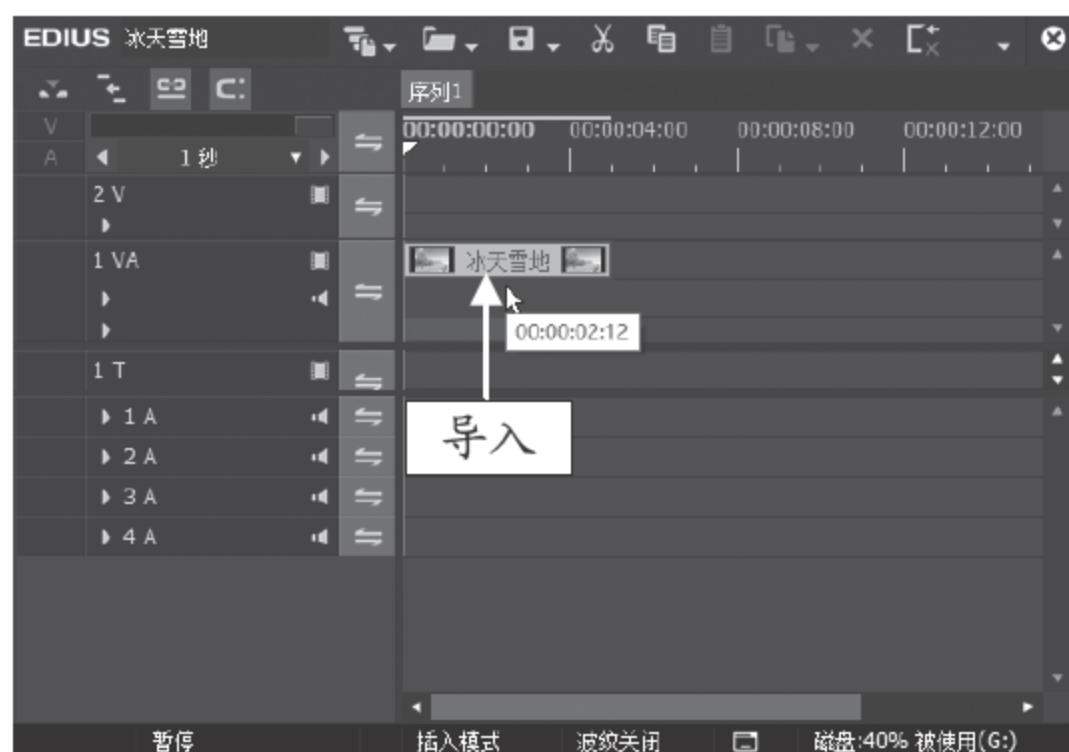 EDIUS 冰天雪地
序列1
V
A
1 秒
00:00:00:00 00:00:04:00 00:00:08:00 00:00:12:00
2 V
1 VA
冰天雪地
00:00:02:12
1 T
导入
1 A
2 A
3 A
4 A
暂停 插入模式 波纹关闭 磁盘:40% 被使用(G:)